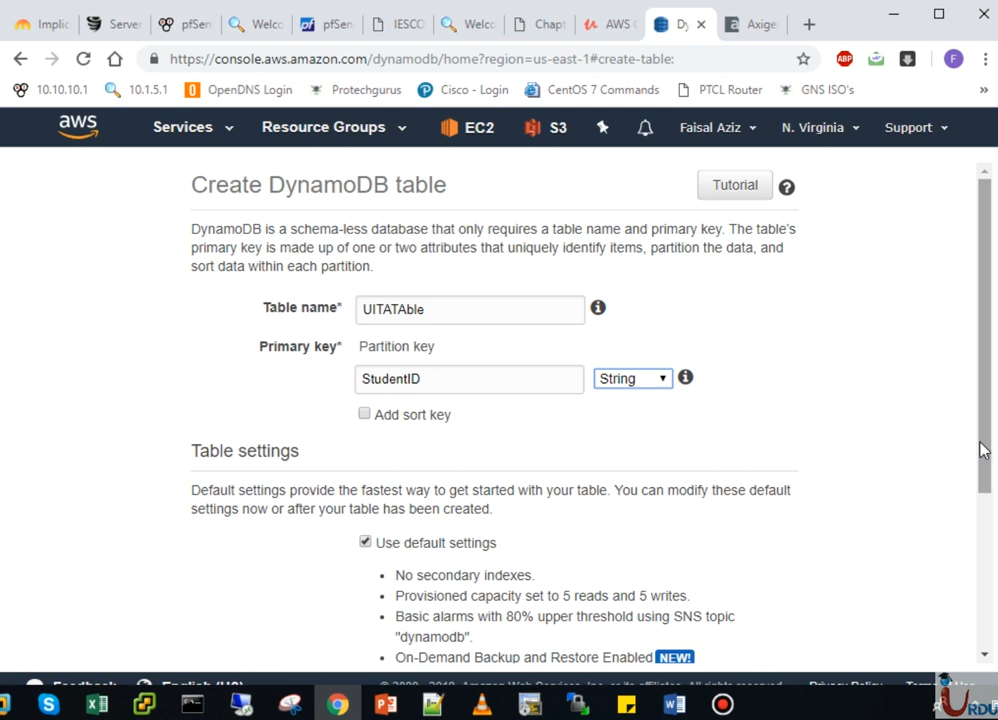 Implic
Server
pfSen
Welco
pfSen
IESCO
Welco
Chapt
AWS C
Dy
Axige
https://console.aws.amazon.com/dynamodb/home?region=us-east-1#create-table:
ABP
F
10.10.10.1
10.1.5.1
OpenDNS Login
Protechgurus
Cisco - Login
CentOS 7 Commands
PTCL Router
GNS ISO's
»
aws
Services
Resource Groups
EC2
S3
Faisal Aziz
N. Virginia
Support
Create DynamoDB table
Tutorial
DynamoDB is a schema-less database that only requires a table name and primary key. The table's
primary key is made up of one or two attributes that uniquely identify items, partition the data, and
sort data within each partition.
Table name*
UITATAble
Primary key*
Partition key
StudentID
String
Add sort key
Table settings
Default settings provide the fastest way to get started with your table. You can modify these default
settings now or after your table has been created.
Use default settings
• No secondary indexes.
• Provisioned capacity set to 5 reads and 5 writes.
• Basic alarms with 80% upper threshold using SNS topic
"dynamodb".
• On-Demand Backup and Restore Enabled NEW!
Feedback
English (US)
Privacy Policy
URDU